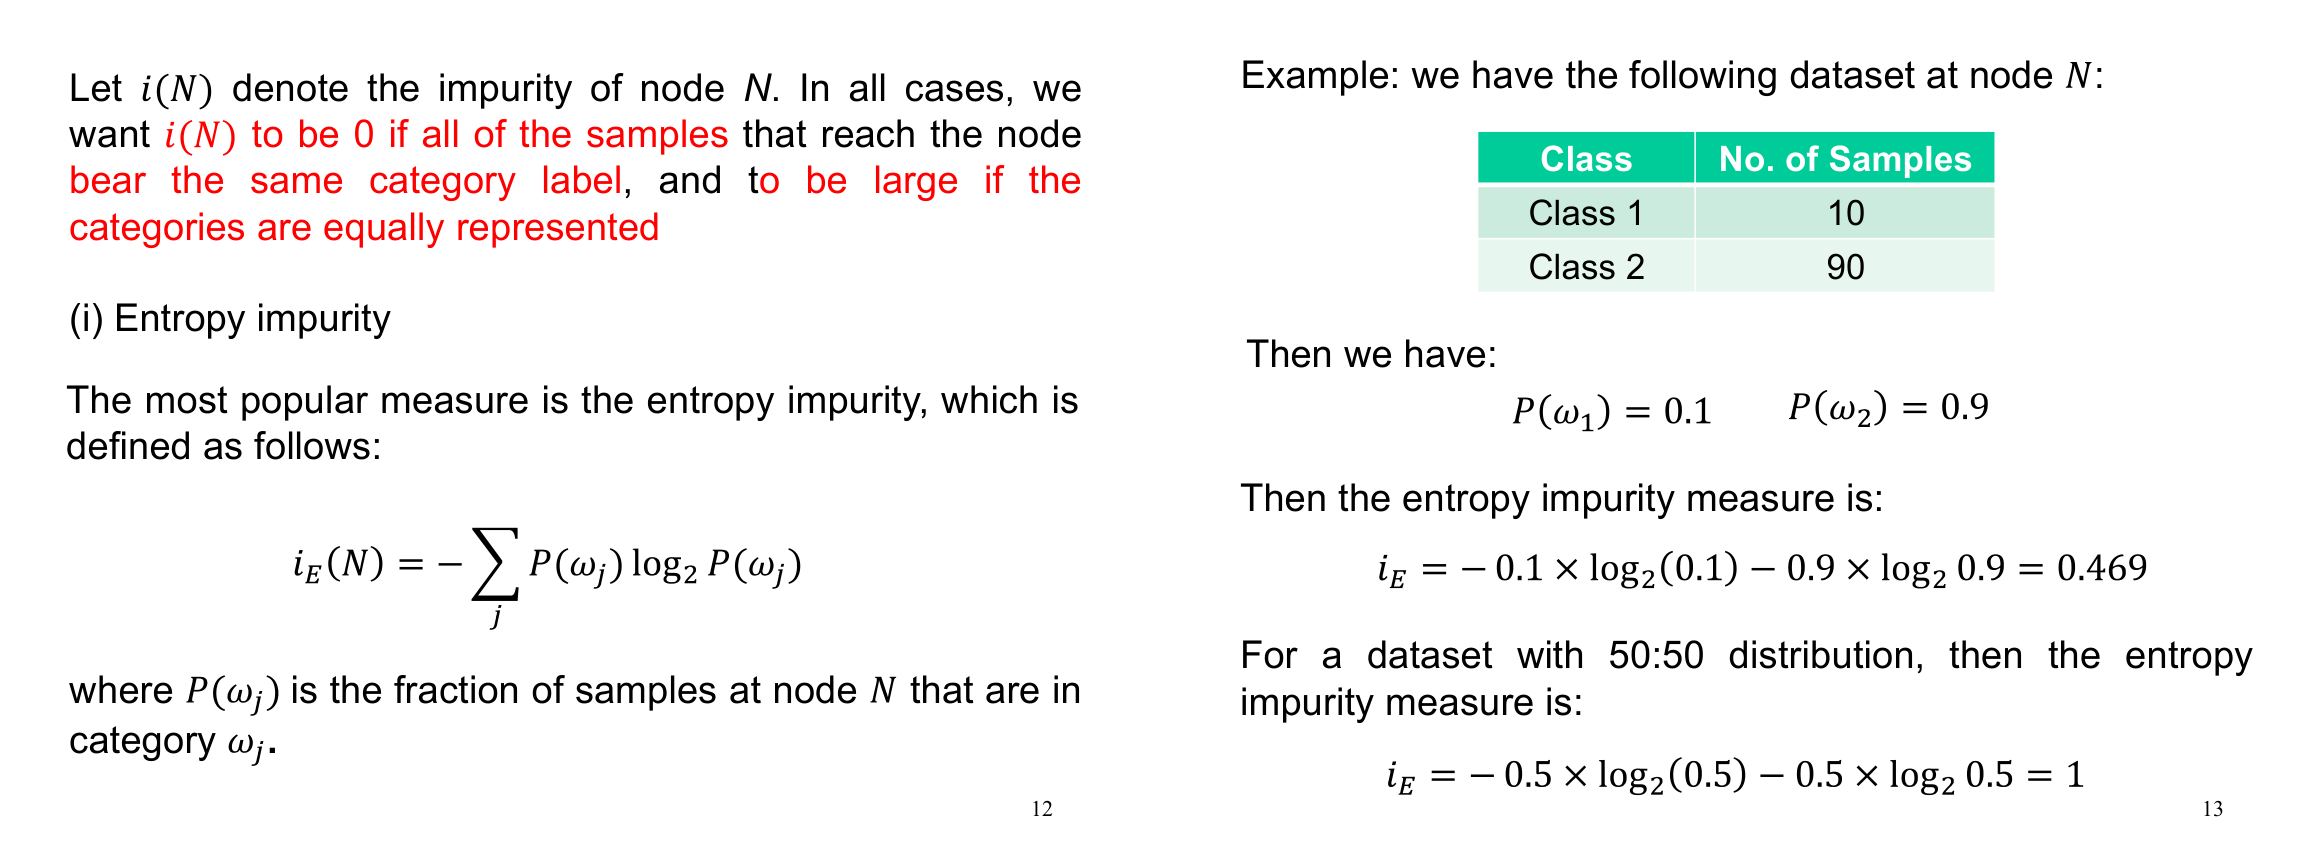 Let 𝑖(𝑁) denote the impurity of node N. In all cases, we
want 𝑖(𝑁) to be 0 if all of the samples that reach the node
bear the same category label, and to be large if the
categories are equally represented
(i) Entropy impurity
The most popular measure is the entropy impurity, which is
defined as follows:
𝑖_𝐸(𝑁) = − ∑_𝑗 𝑃(𝜔_𝑗) log₂ 𝑃(𝜔_𝑗)
where 𝑃(𝜔_𝑗) is the fraction of samples at node 𝑁 that are in
category 𝜔_𝑗.
12
Example: we have the following dataset at node 𝑁:
Class No. of Samples
Class 1 10
Class 2 90
Then we have:
𝑃(𝜔₁) = 0.1 𝑃(𝜔₂) = 0.9
Then the entropy impurity measure is:
𝑖_𝐸 = − 0.1 × log₂(0.1) − 0.9 × log₂ 0.9 = 0.469
For a dataset with 50:50 distribution, then the entropy
impurity measure is:
𝑖_𝐸 = − 0.5 × log₂(0.5) − 0.5 × log₂ 0.5 = 1
13